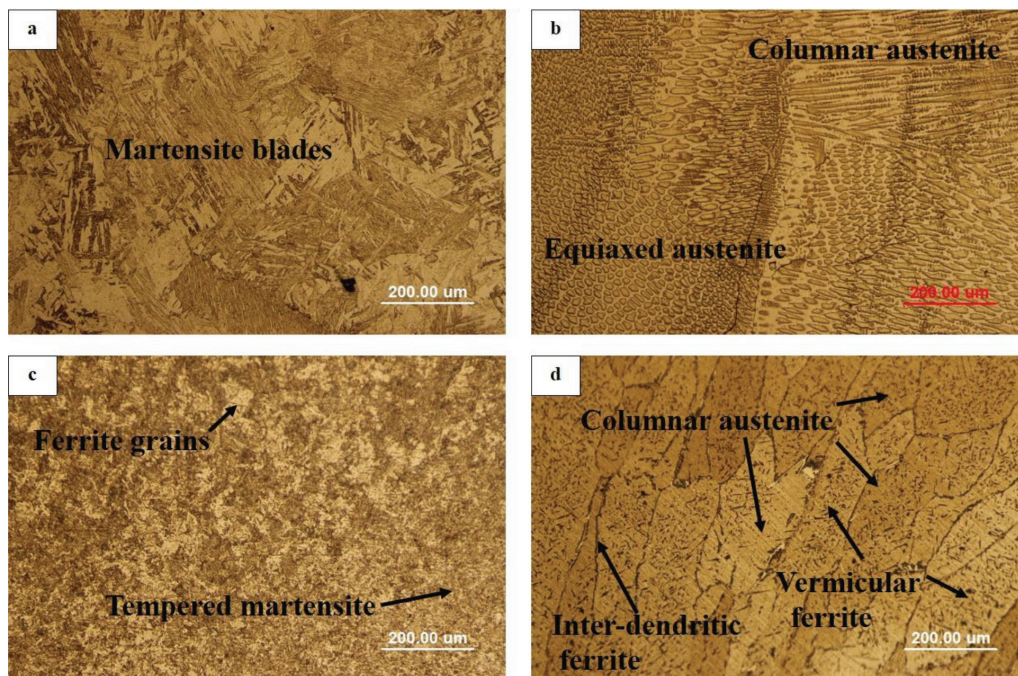 a
Martensite blades
200.00 um
b
Columnar austenite
Equiaxed austenite
200.00 um
c
Ferrite grains
Tempered martensite
200.00 um
d
Columnar austenite
Vermicular
ferrite
Inter-dendritic
ferrite
200.00 um